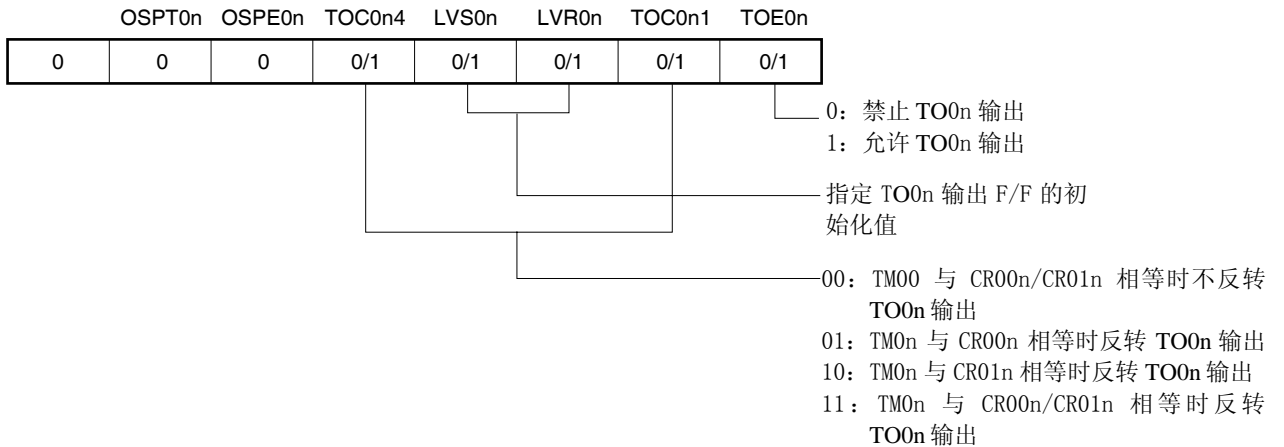 OSPT0n OSPE0n TOC0n4 LVS0n LVR0n TOC0n1 TOE0n
0 0 0 0/1 0/1 0/1 0/1 0/1
0：禁止 TO0n 输出
1：允许 TO0n 输出
指定 TO0n 输出 F/F 的初
始化值
00：TM00 与 CR00n/CR01n 相等时不反转
TO0n 输出
01：TM0n 与 CR00n 相等时反转 TO0n 输出
10：TM0n 与 CR01n 相等时反转 TO0n 输出
11：TM0n 与 CR00n/CR01n 相等时反转
TO0n 输出